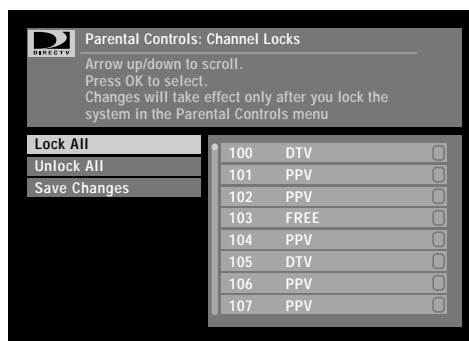 DIRECTV
Parental Controls: Channel Locks
Arrow up/down to scroll.
Press OK to select.
Changes will take effect only after you lock the
system in the Parental Controls menu
Lock All
Unlock All
Save Changes
100 DTV
101 PPV
102 PPV
103 FREE
104 PPV
105 DTV
106 PPV
107 PPV